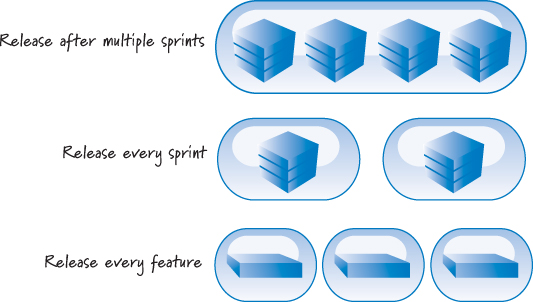 Release after multiple sprints
Release every sprint
Release every feature